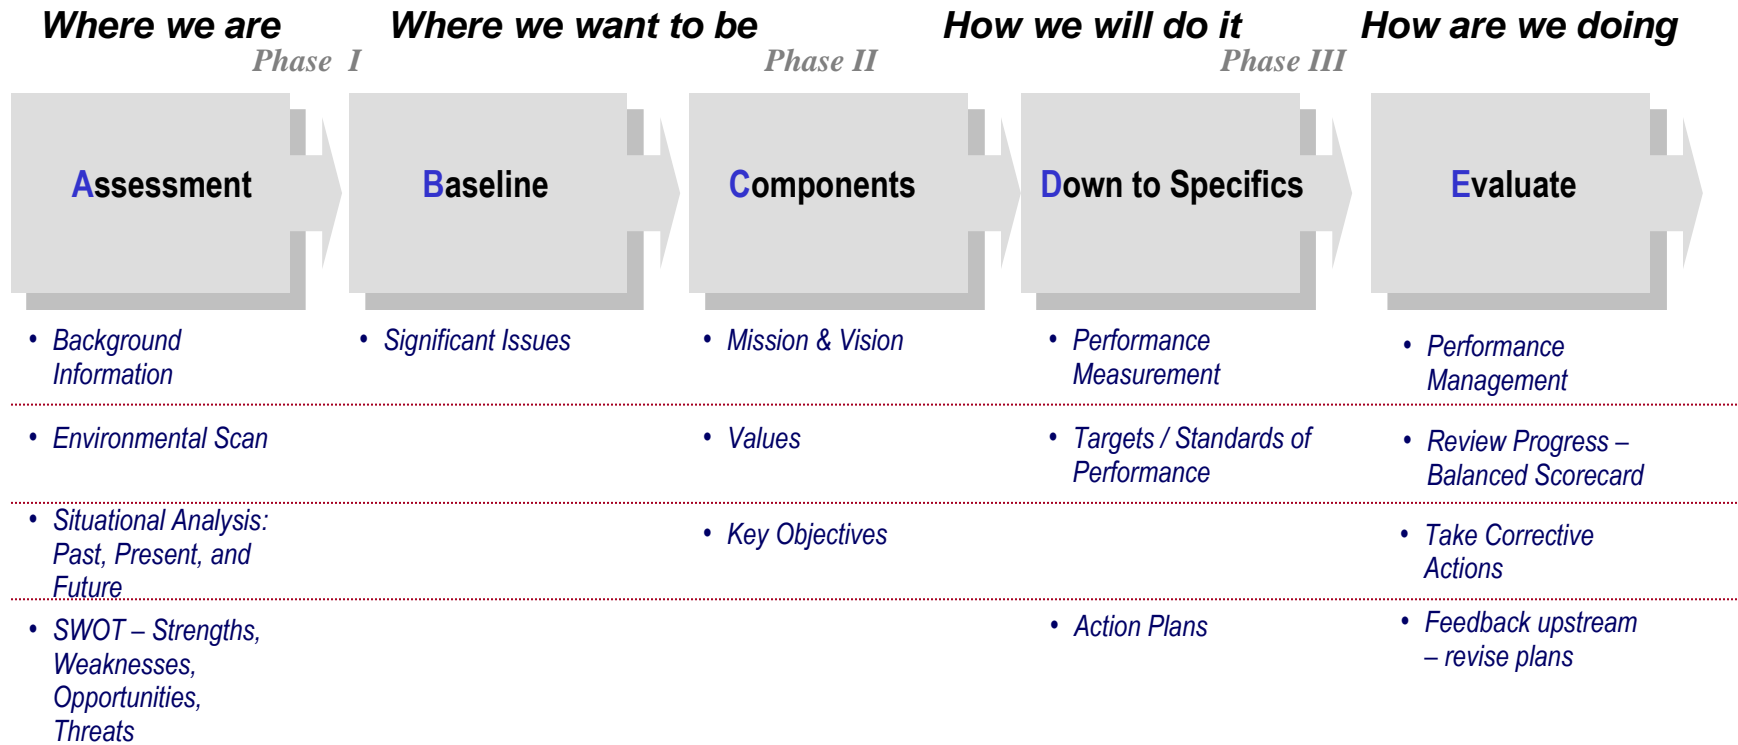 Where we are
Where we want to be
How we will do it
How are we doing
Phase I
Phase II
Phase III
Assessment
Baseline
Components
Down to Specifics
Evaluate
• Background
Information
• Significant Issues
• Mission & Vision
• Performance
Measurement
• Performance
Management
• Environmental Scan
• Values
• Targets / Standards of
Performance
• Review Progress –
Balanced Scorecard
• Situational Analysis:
Past, Present, and
Future
• Key Objectives
• Take Corrective
Actions
• SWOT – Strengths,
Weaknesses,
Opportunities,
Threats
• Action Plans
• Feedback upstream
– revise plans